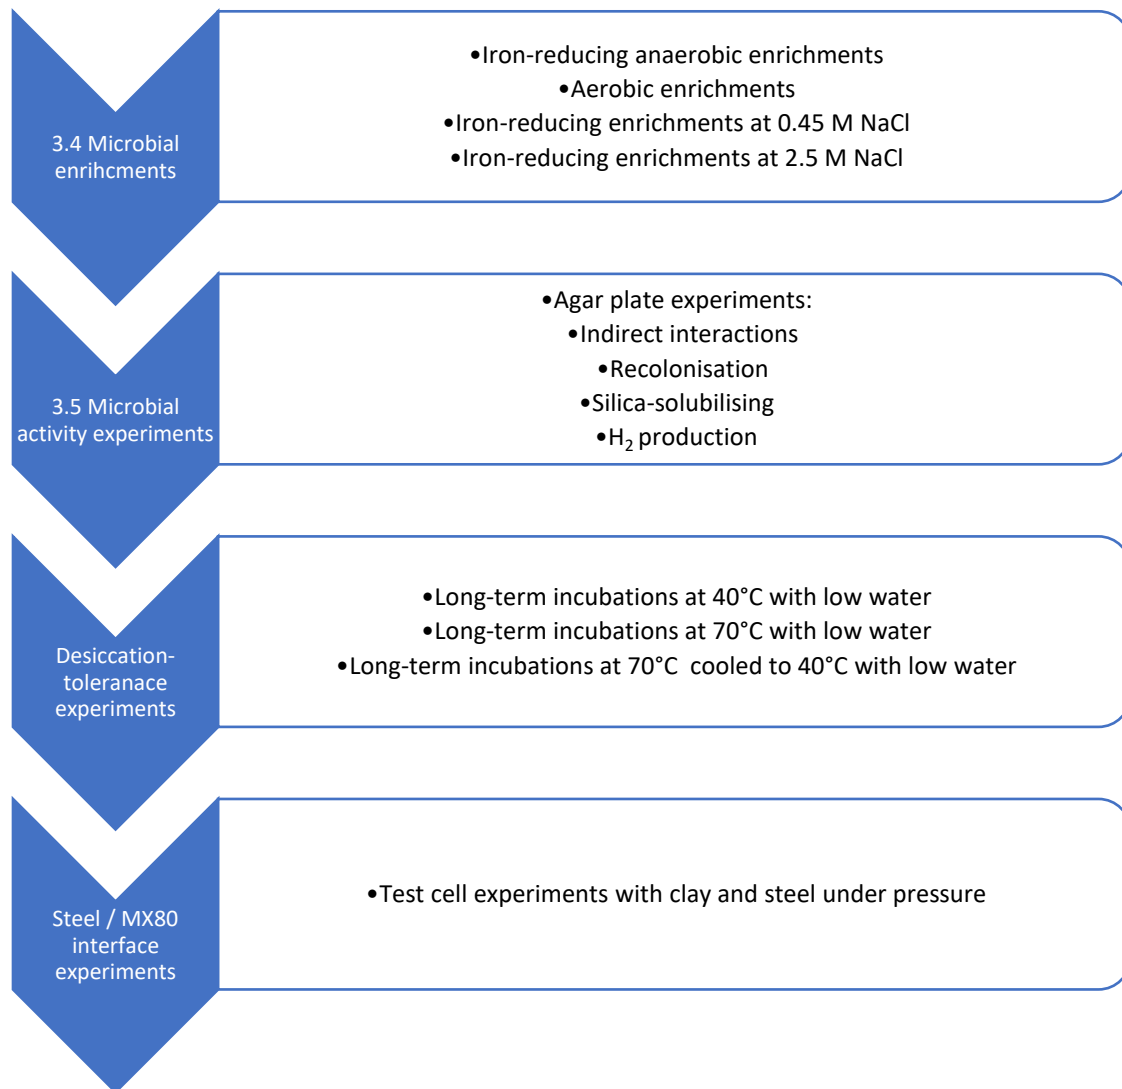 3.4 Microbial
enrihcments
•Iron-reducing anaerobic enrichments
•Aerobic enrichments
•Iron-reducing enrichments at 0.45 M NaCl
•Iron-reducing enrichments at 2.5 M NaCl
3.5 Microbial
activity experiments
•Agar plate experiments:
•Indirect interactions
•Recolonisation
•Silica-solubilising
•H₂ production
Desiccation-
toleranace
experiments
•Long-term incubations at 40°C with low water
•Long-term incubations at 70°C with low water
•Long-term incubations at 70°C cooled to 40°C with low water
Steel / MX80
interface
experiments
•Test cell experiments with clay and steel under pressure